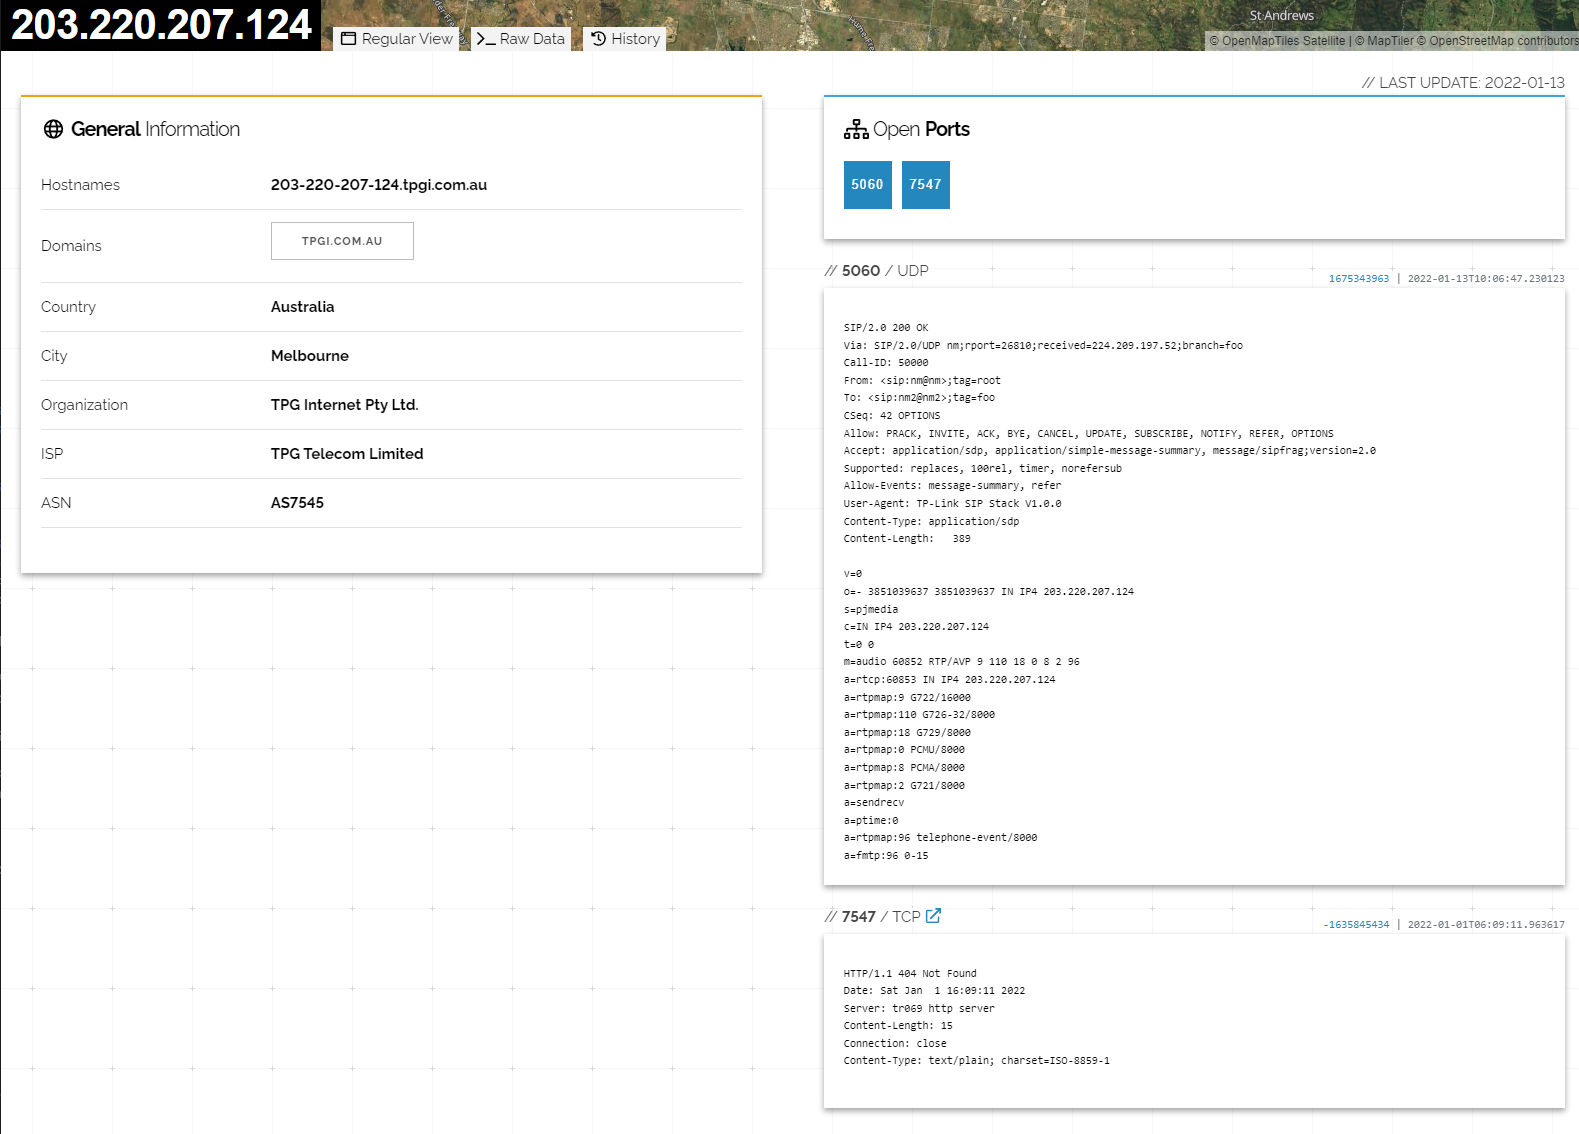 203.220.207.124
Regular View
Raw Data
History
St Andrews
© OpenMapTiles Satellite | © MapTiler © OpenStreetMap contributors
// LAST UPDATE: 2022-01-13
General Information
Hostnames 203-220-207-124.tpgi.com.au
Domains TPGI.COM.AU
Country Australia
City Melbourne
Organization TPG Internet Pty Ltd.
ISP TPG Telecom Limited
ASN AS7545
Open Ports
5060 7547
// 5060 / UDP
1675343963 | 2022-01-13T10:06:47.230123
SIP/2.0 200 OK
Via: SIP/2.0/UDP nm;rport=26810;received=224.209.197.52;branch=foo
Call-ID: 50000
From: <sip:nm@nm>;tag=root
To: <sip:nm2@nm2>;tag=foo
CSeq: 42 OPTIONS
Allow: PRACK, INVITE, ACK, BYE, CANCEL, UPDATE, SUBSCRIBE, NOTIFY, REFER, OPTIONS
Accept: application/sdp, application/simple-message-summary, message/sipfrag;version=2.0
Supported: replaces, 100rel, timer, norefersub
Allow-Events: message-summary, refer
User-Agent: TP-Link SIP Stack V1.0.0
Content-Type: application/sdp
Content-Length:   389
v=0
o=- 3851039637 3851039637 IN IP4 203.220.207.124
s=pjmedia
c=IN IP4 203.220.207.124
t=0 0
m=audio 60852 RTP/AVP 9 110 18 0 8 2 96
a=rtcp:60853 IN IP4 203.220.207.124
a=rtpmap:9 G722/16000
a=rtpmap:110 G726-32/8000
a=rtpmap:18 G729/8000
a=rtpmap:0 PCMU/8000
a=rtpmap:8 PCMA/8000
a=rtpmap:2 G721/8000
a=sendrecv
a=ptime:0
a=rtpmap:96 telephone-event/8000
a=fmtp:96 0-15
// 7547 / TCP
-1635845434 | 2022-01-01T06:09:11.963617
HTTP/1.1 404 Not Found
Date: Sat Jan  1 16:09:11 2022
Server: tr069 http server
Content-Length: 15
Connection: close
Content-Type: text/plain; charset=ISO-8859-1